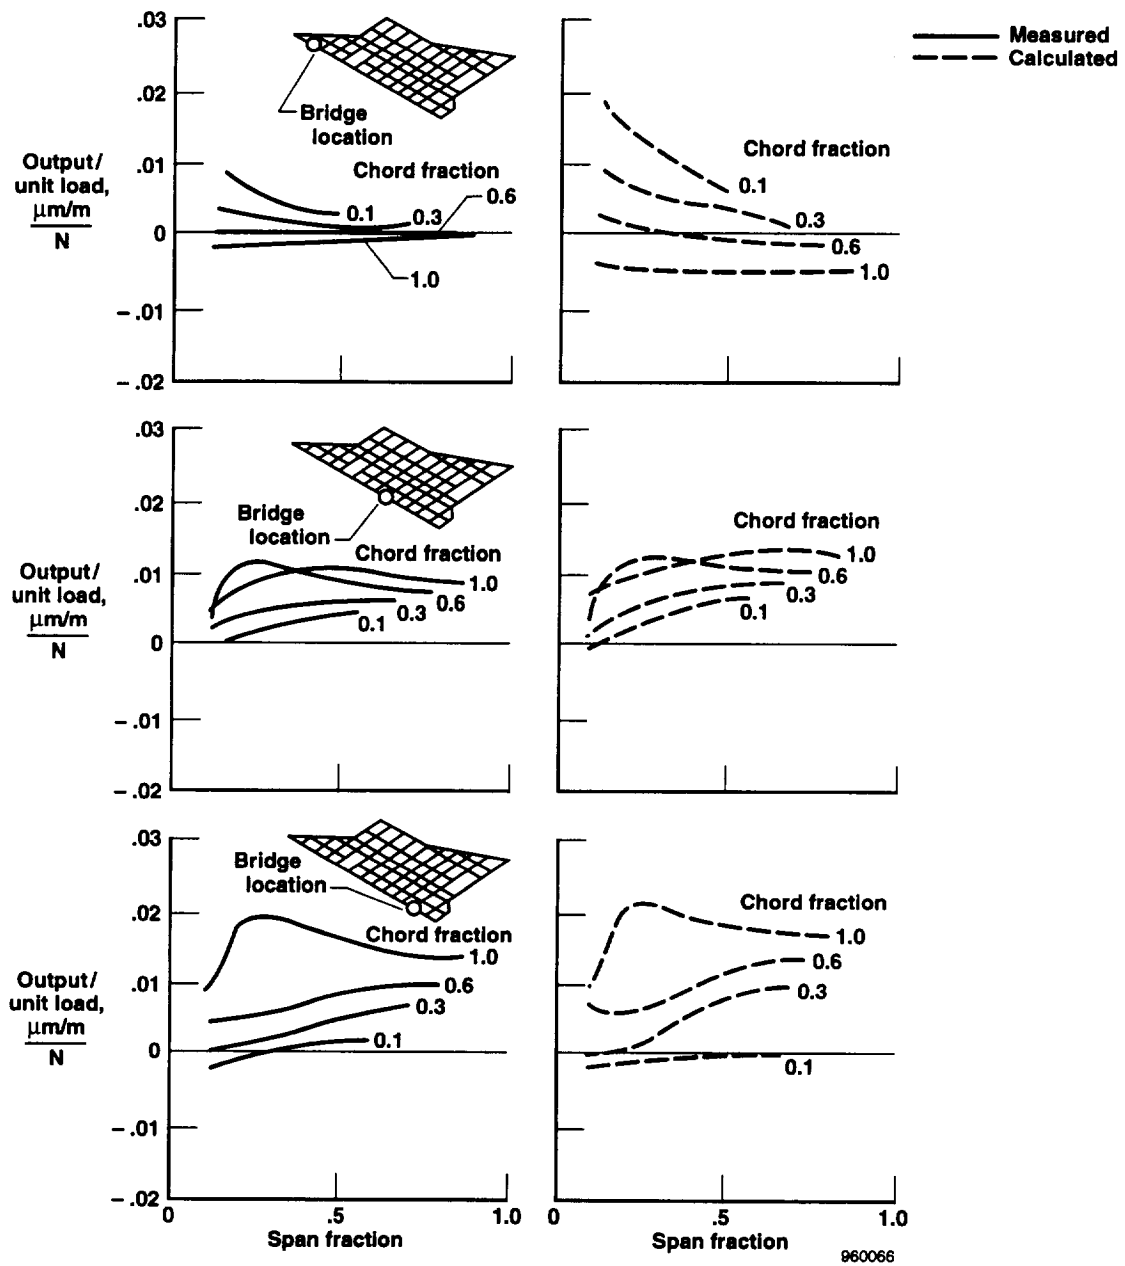 Measured
Calculated
.03
.02
.01
0
– .01
– .02
Output/
unit load,
μm/m
N
Bridge
location
Chord fraction
0.1
0.3
0.6
1.0
Chord fraction
0.1
0.3
0.6
1.0
.03
.02
.01
0
– .01
– .02
Output/
unit load,
μm/m
N
Bridge
location
Chord fraction
1.0
0.6
0.3
0.1
Chord fraction
1.0
0.6
0.3
0.1
.03
.02
.01
0
– .01
– .02
Output/
unit load,
μm/m
N
Bridge
location
Chord fraction
1.0
0.6
0.3
0.1
0 .5 1.0
Span fraction
Chord fraction
1.0
0.6
0.3
0.1
0 .5 1.0
Span fraction
960066